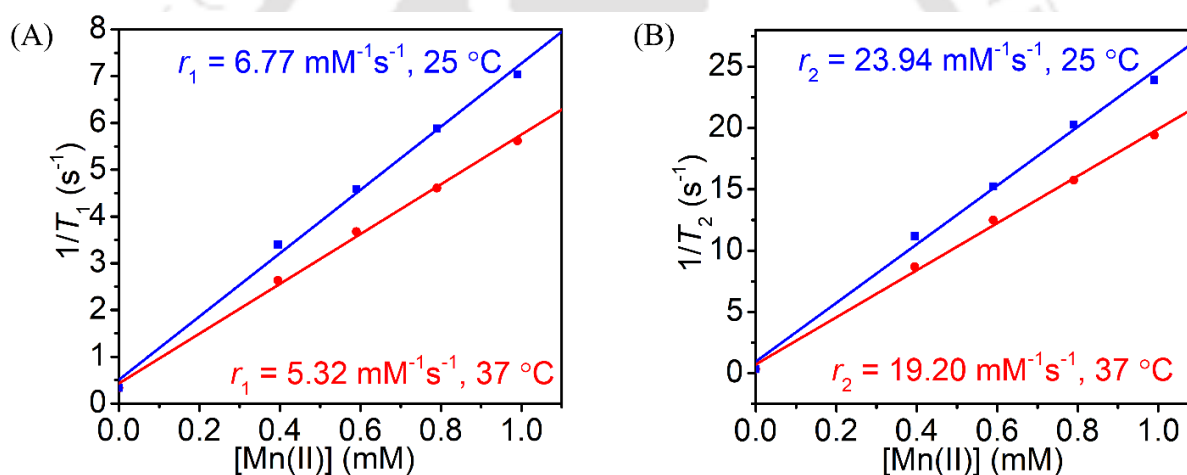 (A)
8
7
6
5
4
3
2
1
0
1/T₁ (s⁻¹)
r₁ = 6.77 mM⁻¹s⁻¹, 25 °C
r₁ = 5.32 mM⁻¹s⁻¹, 37 °C
0.0 0.2 0.4 0.6 0.8 1.0
[Mn(II)] (mM)
(B)
25
20
15
10
5
0
1/T₂ (s⁻¹)
r₂ = 23.94 mM⁻¹s⁻¹, 25 °C
r₂ = 19.20 mM⁻¹s⁻¹, 37 °C
0.0 0.2 0.4 0.6 0.8 1.0
[Mn(II)] (mM)